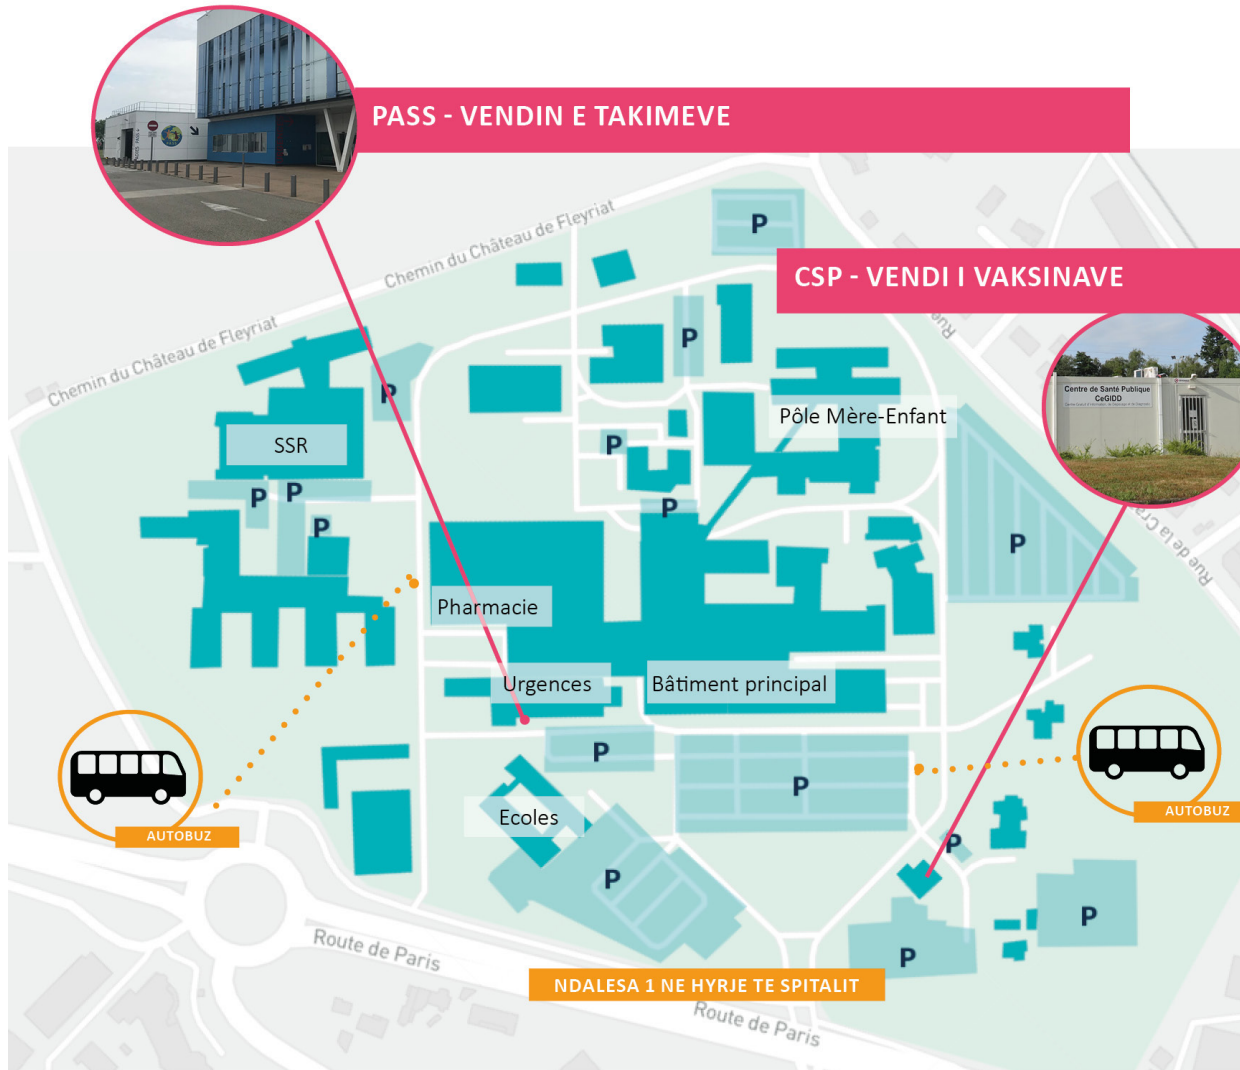 PASS - VENDIN E TAKIMEVE
Chemin du Château de Fleyriat
P
CSP - VENDI I VAKSINAVE
Rue
Chemin du Château de Fleyriat
P
P
Centre de Santé Publique
CeGIDD
Pôle Mère-Enfant
SSR
P
P
P
P
P
P
Rue de la Cra
Pharmacie
Urgences
Bâtiment principal
P
P
AUTOBUZ
AUTOBUZ
Ecoles
P
P
P
P
Route de Paris
NDALESA 1 NE HYRJE TE SPITALIT
Route de Paris